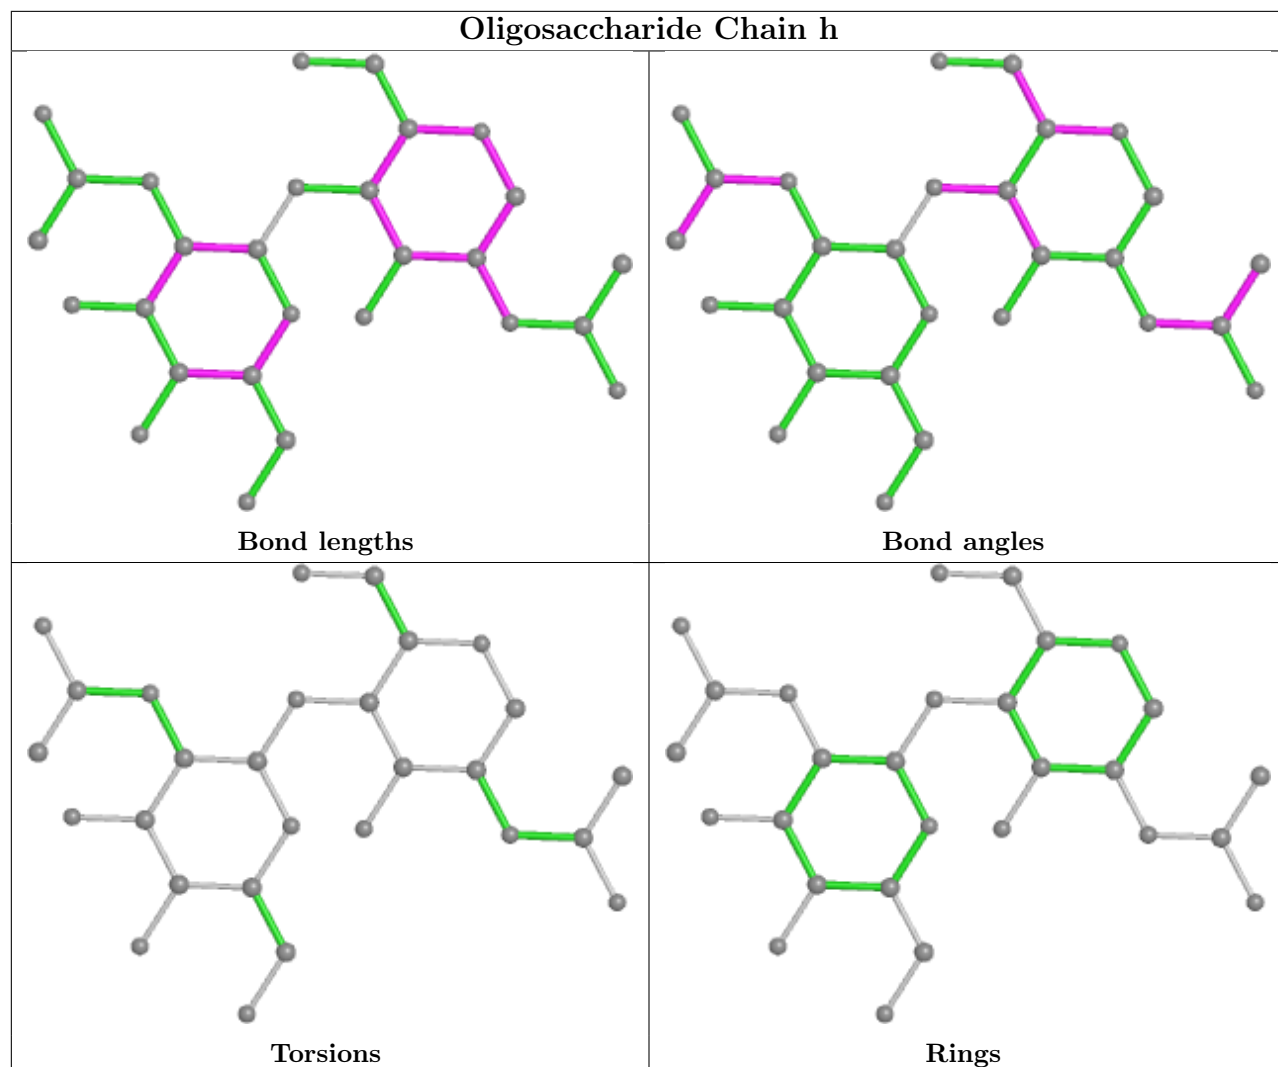 Oligosaccharide Chain h
Bond lengths
Bond angles
Torsions
Rings